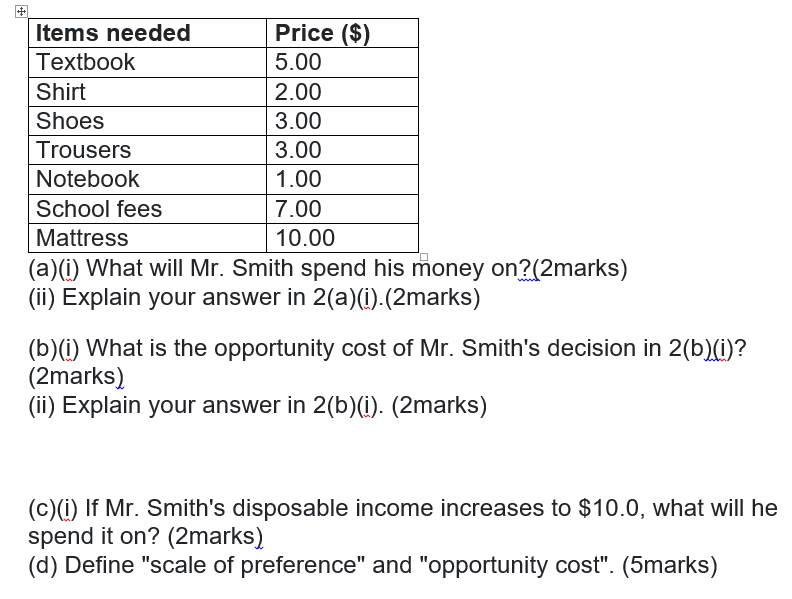 Items needed Price ($)
Textbook 5.00
Shirt 2.00
Shoes 3.00
Trousers 3.00
Notebook 1.00
School fees 7.00
Mattress 10.00
(a)(i) What will Mr. Smith spend his money on?(2marks)
(ii) Explain your answer in 2(a)(i).(2marks)
(b)(i) What is the opportunity cost of Mr. Smith's decision in 2(b)(i)?
(2marks)
(ii) Explain your answer in 2(b)(i). (2marks)
(c)(i) If Mr. Smith's disposable income increases to $10.0, what will he
spend it on? (2marks)
(d) Define "scale of preference" and "opportunity cost". (5marks)